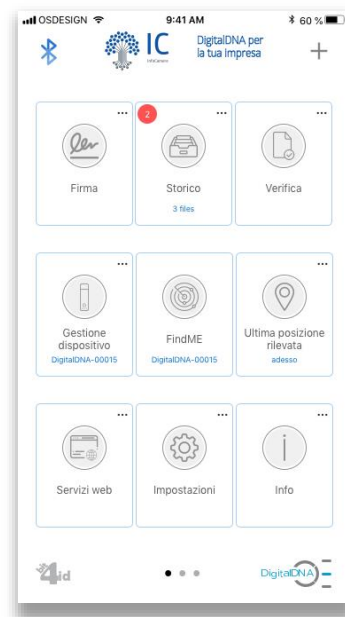 OSDESIGN 9:41 AM 60 %
IC
InfoCamere
DigitalDNA per
la tua impresa
2
Firma
Storico
3 files
Verifica
Gestione
dispositivo
DigitalDNA-00015
FindME
DigitalDNA-00015
Ultima posizione
rilevata
adesso
Servizi web
Impostazioni
Info
4id
DigitalDNA